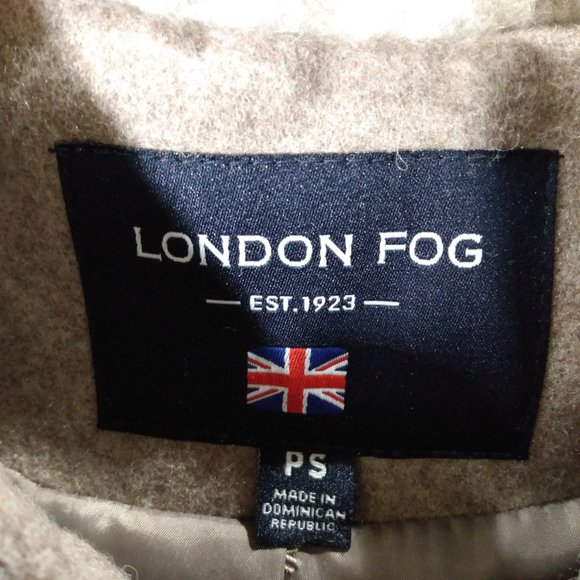 LONDON FOG
— EST.1923 —
PS
MADE IN
DOMINICAN
REPUBLIC